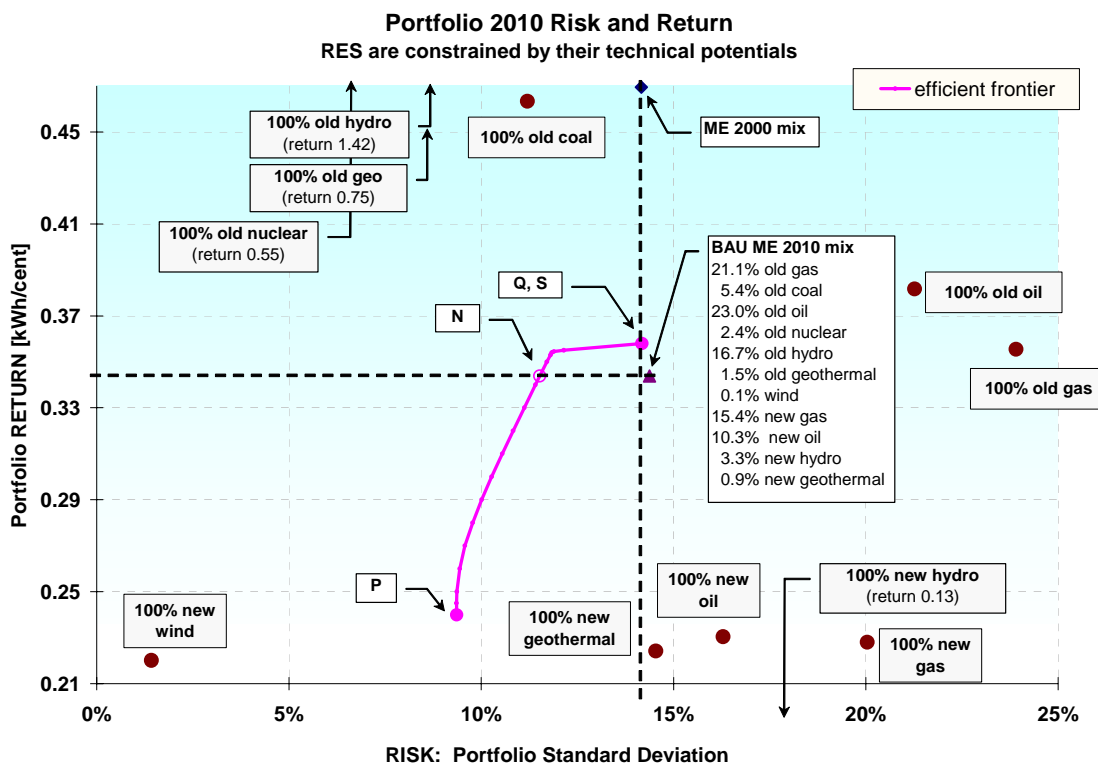 Portfolio 2010 Risk and Return
RES are constrained by their technical potentials
efficient frontier
100% old hydro
(return 1.42)
100% old geo
(return 0.75)
100% old nuclear
(return 0.55)
100% old coal
ME 2000 mix
BAU ME 2010 mix
21.1% old gas
5.4% old coal
23.0% old oil
2.4% old nuclear
16.7% old hydro
1.5% old geothermal
0.1% wind
15.4% new gas
10.3% new oil
3.3% new hydro
0.9% new geothermal
Q, S
N
P
100% old oil
100% old gas
100% new
wind
100% new
geothermal
100% new
oil
100% new hydro
(return 0.13)
100% new
gas
Portfolio RETURN [kWh/cent]
0.45
0.41
0.37
0.33
0.29
0.25
0.21
0%
5%
10%
15%
20%
25%
RISK: Portfolio Standard Deviation